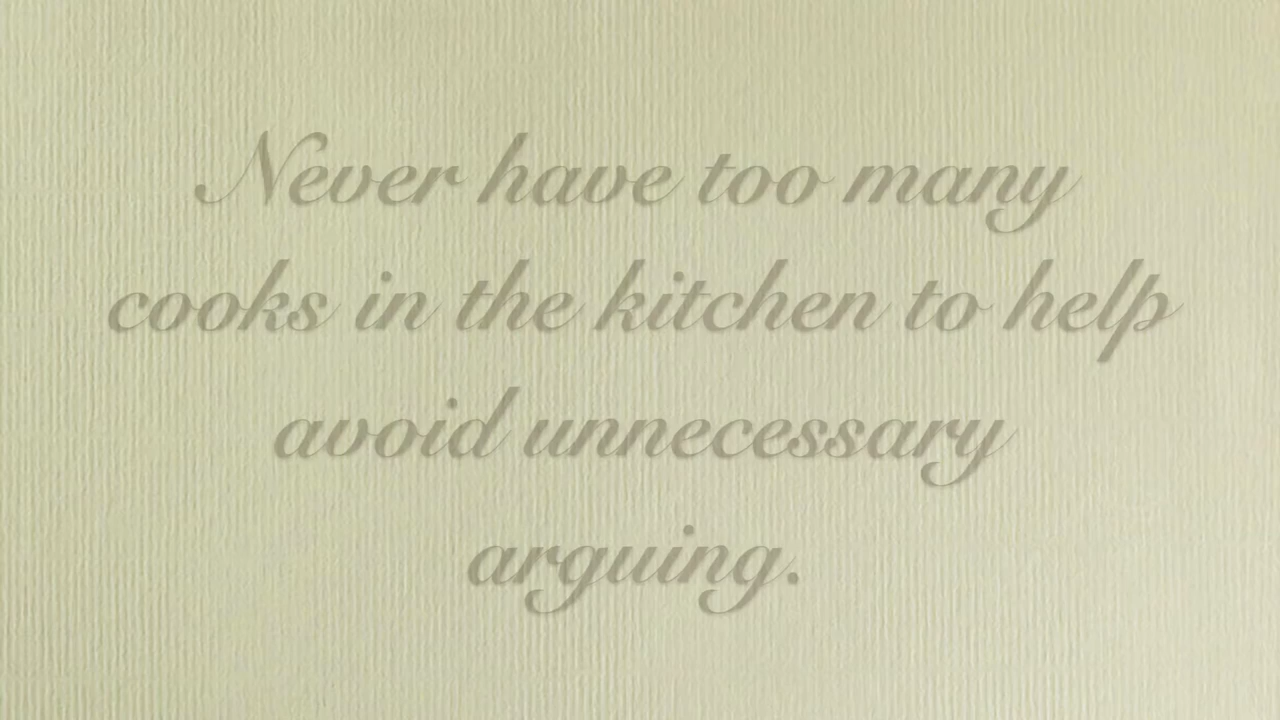 Never have too many
cooks in the kitchen to help
avoid unnecessary
arguing.